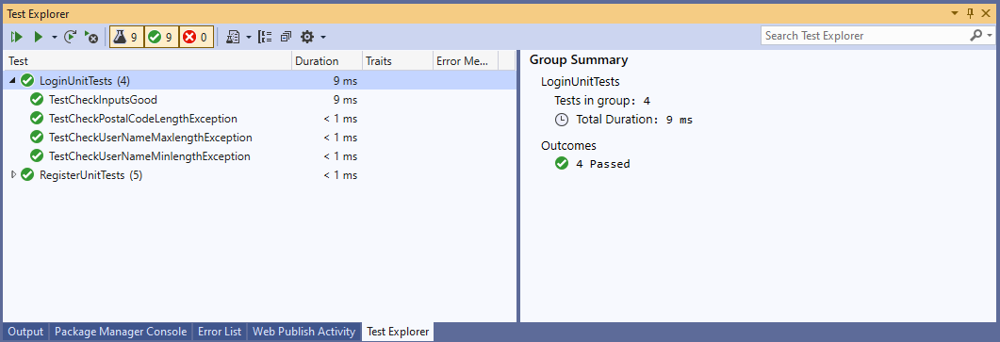 Test Explorer
9 9 0
Search Test Explorer
Test Duration Traits Error Me...
LoginUnitTests (4) 9 ms
TestCheckInputsGood 9 ms
TestCheckPostalCodeLengthException < 1 ms
TestCheckUserNameMaxlengthException < 1 ms
TestCheckUserNameMinlengthException < 1 ms
RegisterUnitTests (5) < 1 ms
Group Summary
LoginUnitTests
Tests in group: 4
Total Duration: 9 ms
Outcomes
4 Passed
Output Package Manager Console Error List Web Publish Activity Test Explorer